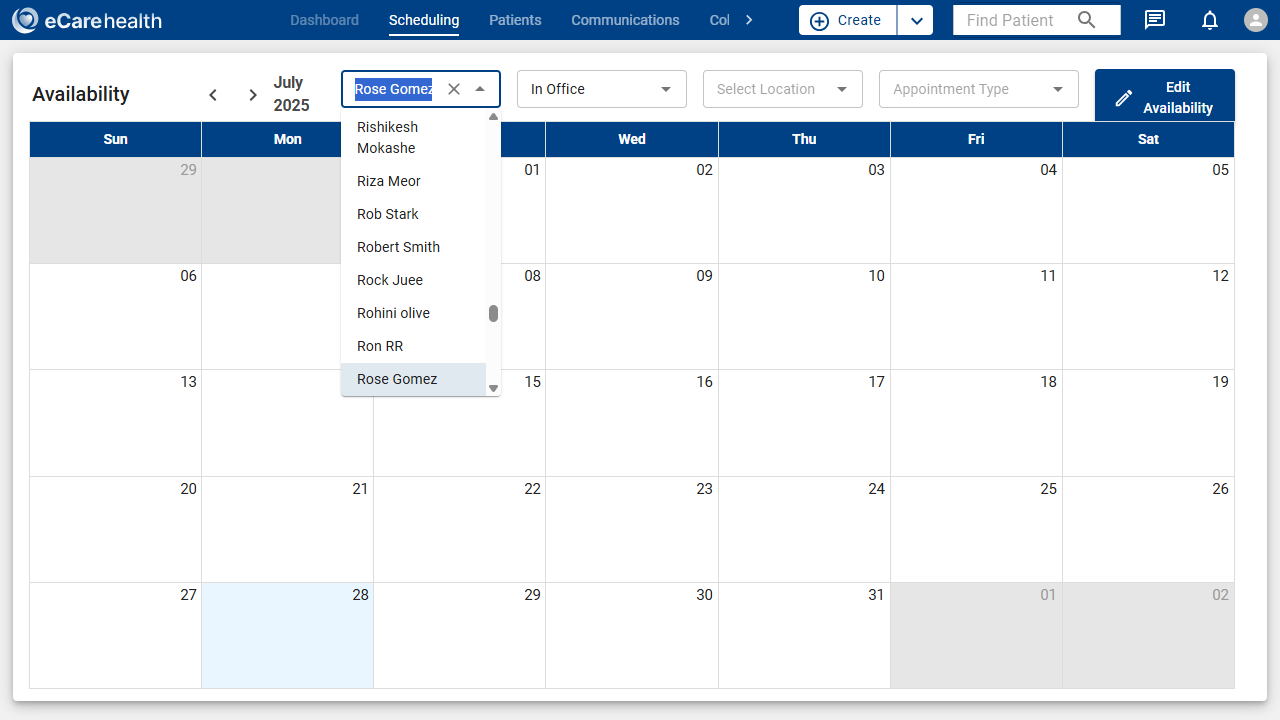 eCarehealth
Dashboard
Scheduling
Patients
Communications
Col
Create
Find Patient
Availability
July
2025
Rose Gomez
In Office
Select Location
Appointment Type
Edit
Availability
Sun
Mon
Wed
Thu
Fri
Sat
Rishikesh
Mokashe
Riza Meor
Rob Stark
Robert Smith
Rock Juee
Rohini olive
Ron RR
Rose Gomez
29
01
02
03
04
05
06
08
09
10
11
12
13
15
16
17
18
19
20
21
22
23
24
25
26
27
28
29
30
31
01
02